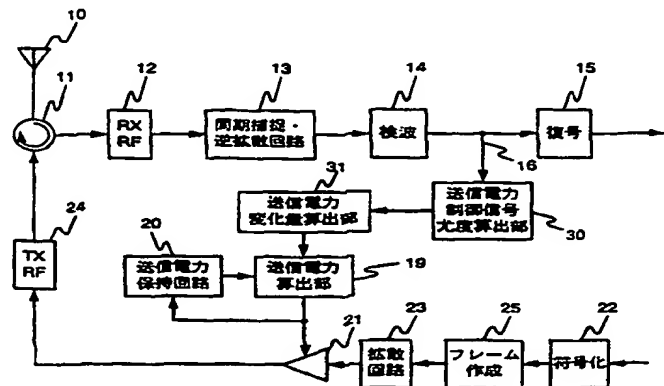 10
11
12
RX
RF
13
同期捕捉・
逆拡散回路
14
検波
15
復号
16
送信電力
制御信号
尤度算出部
30
31
送信電力
変化量算出部
24
TX
RF
20
送信電力
保持回路
送信電力
算出部
19
21
23
拡散
回路
25
フレーム
作成
22
符号化